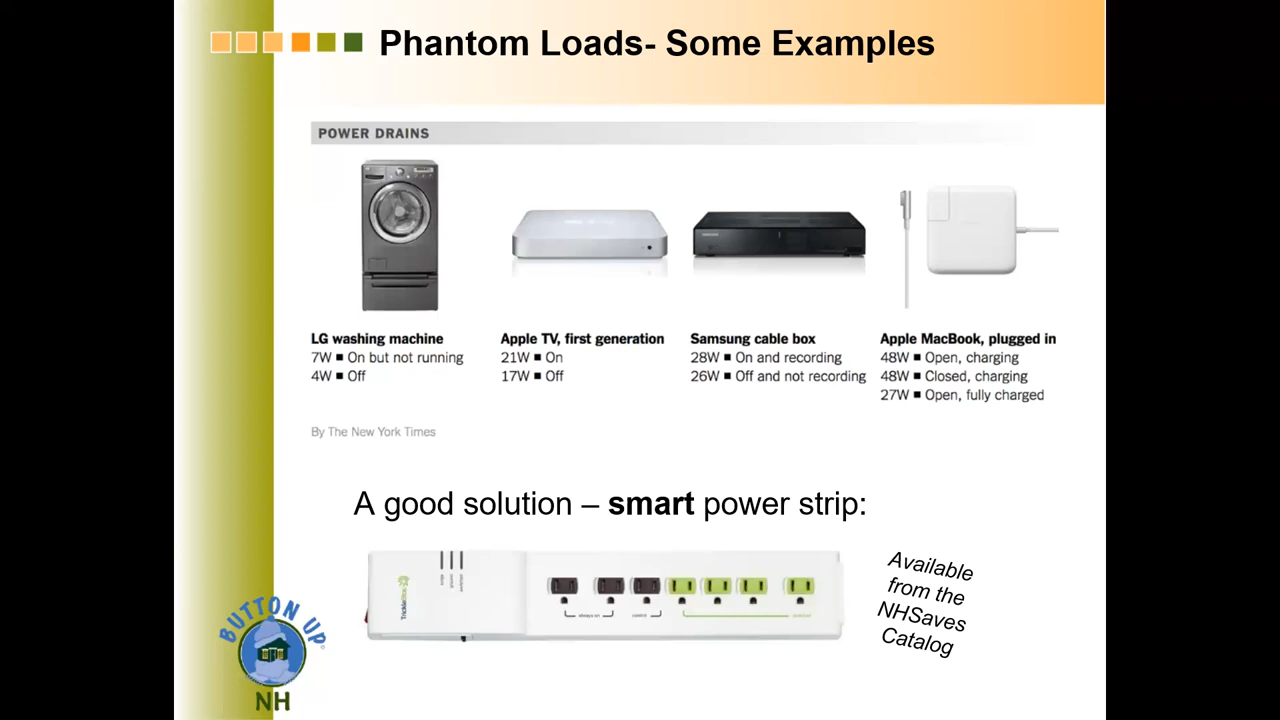 Phantom Loads- Some Examples
POWER DRAINS
LG washing machine
7W ■ On but not running
4W ■ Off
Apple TV, first generation
21W ■ On
17W ■ Off
Samsung cable box
28W ■ On and recording
26W ■ Off and not recording
Apple MacBook, plugged in
48W ■ Open, charging
48W ■ Closed, charging
27W ■ Open, fully charged
By The New York Times
A good solution – smart power strip:
always on
control
Available
from the
NHSaves
Catalog
BUTTON UP
NH